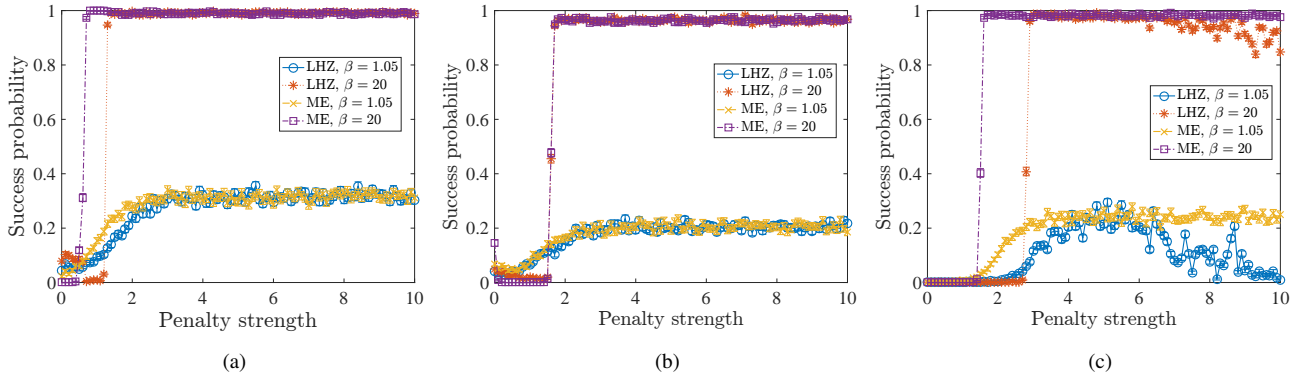 1
0.8
0.6
0.4
0.2
0
Success probability
LHZ, β = 1.05
LHZ, β = 20
ME, β = 1.05
ME, β = 20
0 2 4 6 8 10
Penalty strength
(a)
1
0.8
0.6
0.4
0.2
0
Success probability
LHZ, β = 1.05
LHZ, β = 20
ME, β = 1.05
ME, β = 20
0 2 4 6 8 10
Penalty strength
(b)
1
0.8
0.6
0.4
0.2
0
Success probability
LHZ, β = 1.05
LHZ, β = 20
ME, β = 1.05
ME, β = 20
0 2 4 6 8 10
Penalty strength
(c)